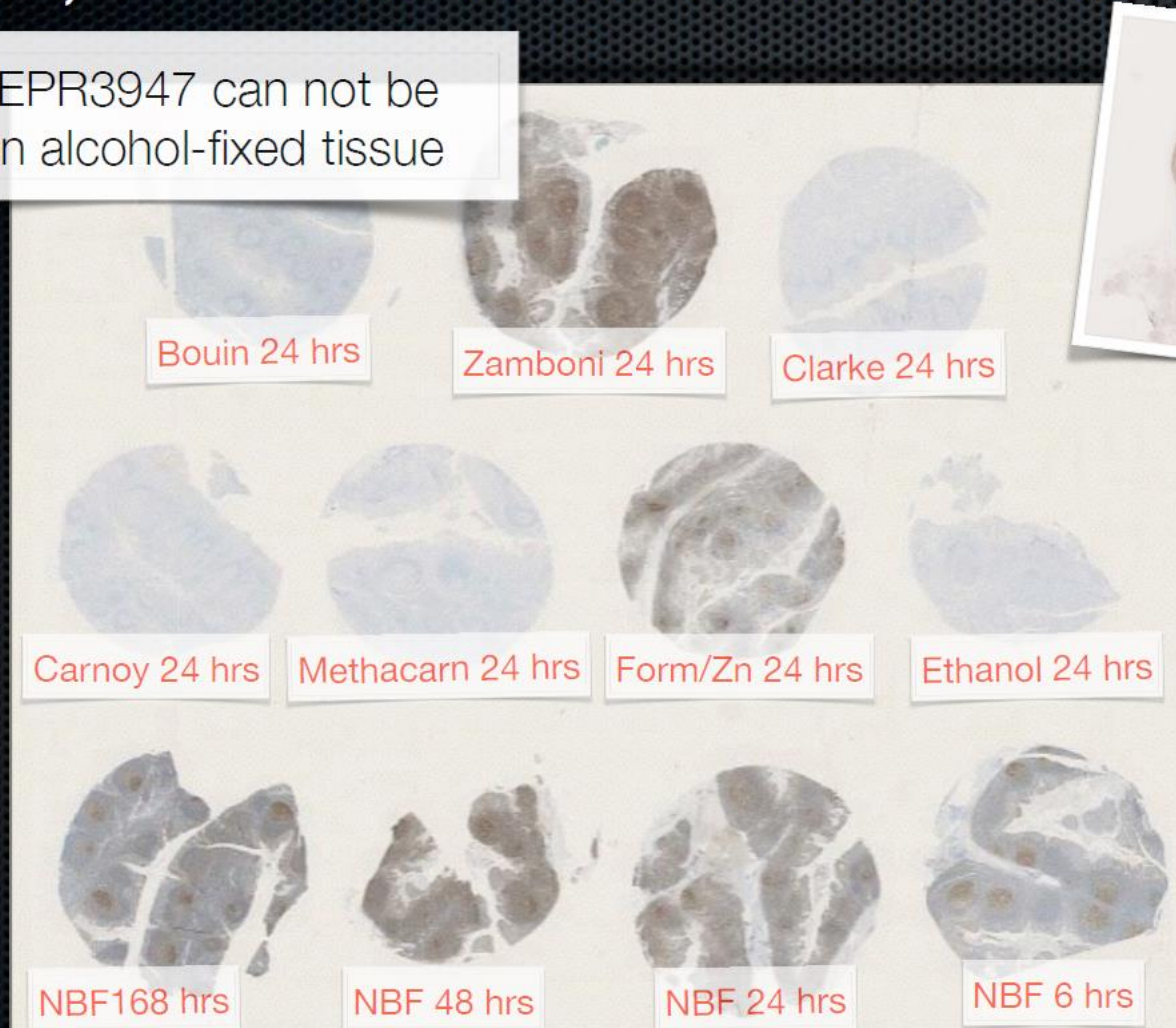 EPR3947 can not be
n alcohol-fixed tissue
Bouin 24 hrs
Zamboni 24 hrs
Clarke 24 hrs
Carnoy 24 hrs
Methacarn 24 hrs
Form/Zn 24 hrs
Ethanol 24 hrs
NBF168 hrs
NBF 48 hrs
NBF 24 hrs
NBF 6 hrs